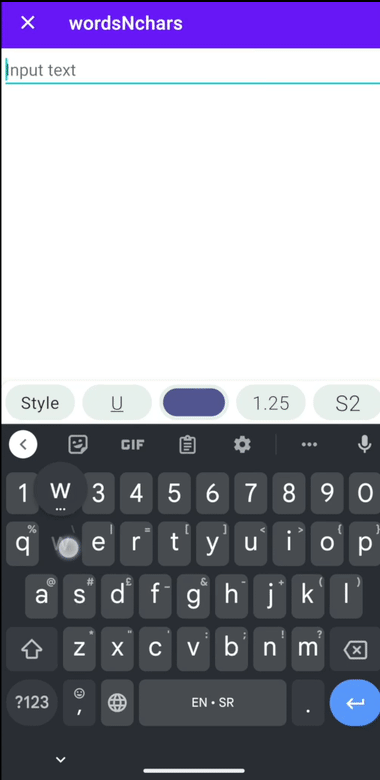 wordsNchars
Input text
Style U 1.25 S2
GIF
1 w 3 4 5 6 7 8 9 0
q % w e | r = t [ y ] u < i > o { p }
a @ s # d £ f _ g & h - j + k ( l )
z * x " c ' v : b ; n ! m ?
?123 , EN • SR .